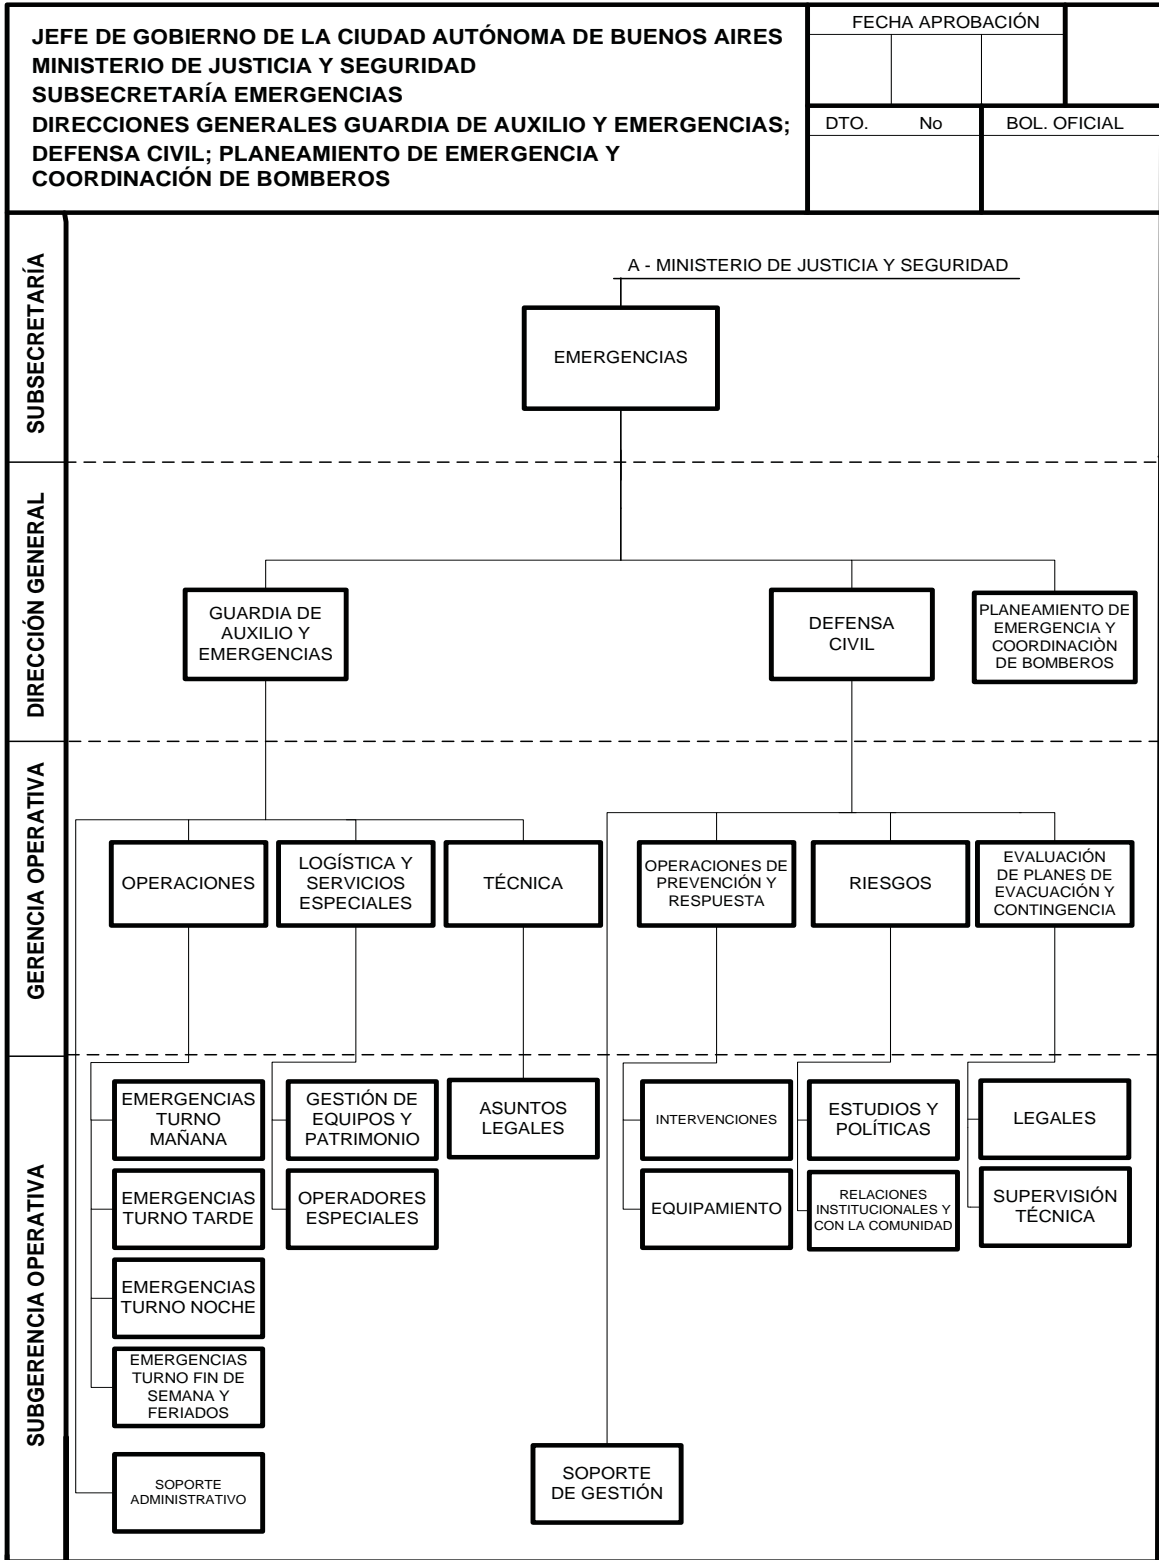 JEFE DE GOBIERNO DE LA CIUDAD AUTÓNOMA DE BUENOS AIRES
MINISTERIO DE JUSTICIA Y SEGURIDAD
SUBSECRETARÍA EMERGENCIAS
DIRECCIONES GENERALES GUARDIA DE AUXILIO Y EMERGENCIAS;
DEFENSA CIVIL; PLANEAMIENTO DE EMERGENCIA Y
COORDINACIÓN DE BOMBEROS
FECHA APROBACIÓN
DTO. No
BOL. OFICIAL
SUBSECRETARÍA
A - MINISTERIO DE JUSTICIA Y SEGURIDAD
EMERGENCIAS
DIRECCIÓN GENERAL
GUARDIA DE
AUXILIO Y
EMERGENCIAS
DEFENSA
CIVIL
PLANEAMIENTO DE
EMERGENCIA Y
COORDINACIÒN
DE BOMBEROS
GERENCIA OPERATIVA
OPERACIONES
LOGÍSTICA Y
SERVICIOS
ESPECIALES
TÉCNICA
OPERACIONES DE
PREVENCIÓN Y
RESPUESTA
RIESGOS
EVALUACIÓN
DE PLANES DE
EVACUACIÓN Y
CONTINGENCIA
SUBGERENCIA OPERATIVA
EMERGENCIAS
TURNO
MAÑANA
GESTIÓN DE
EQUIPOS Y
PATRIMONIO
ASUNTOS
LEGALES
INTERVENCIONES
ESTUDIOS Y
POLÍTICAS
LEGALES
EMERGENCIAS
TURNO TARDE
OPERADORES
ESPECIALES
EQUIPAMIENTO
RELACIONES
INSTITUCIONALES Y
CON LA COMUNIDAD
SUPERVISIÓN
TÉCNICA
EMERGENCIAS
TURNO NOCHE
EMERGENCIAS
TURNO FIN DE
SEMANA Y
FERIADOS
SOPORTE
ADMINISTRATIVO
SOPORTE
DE GESTIÓN